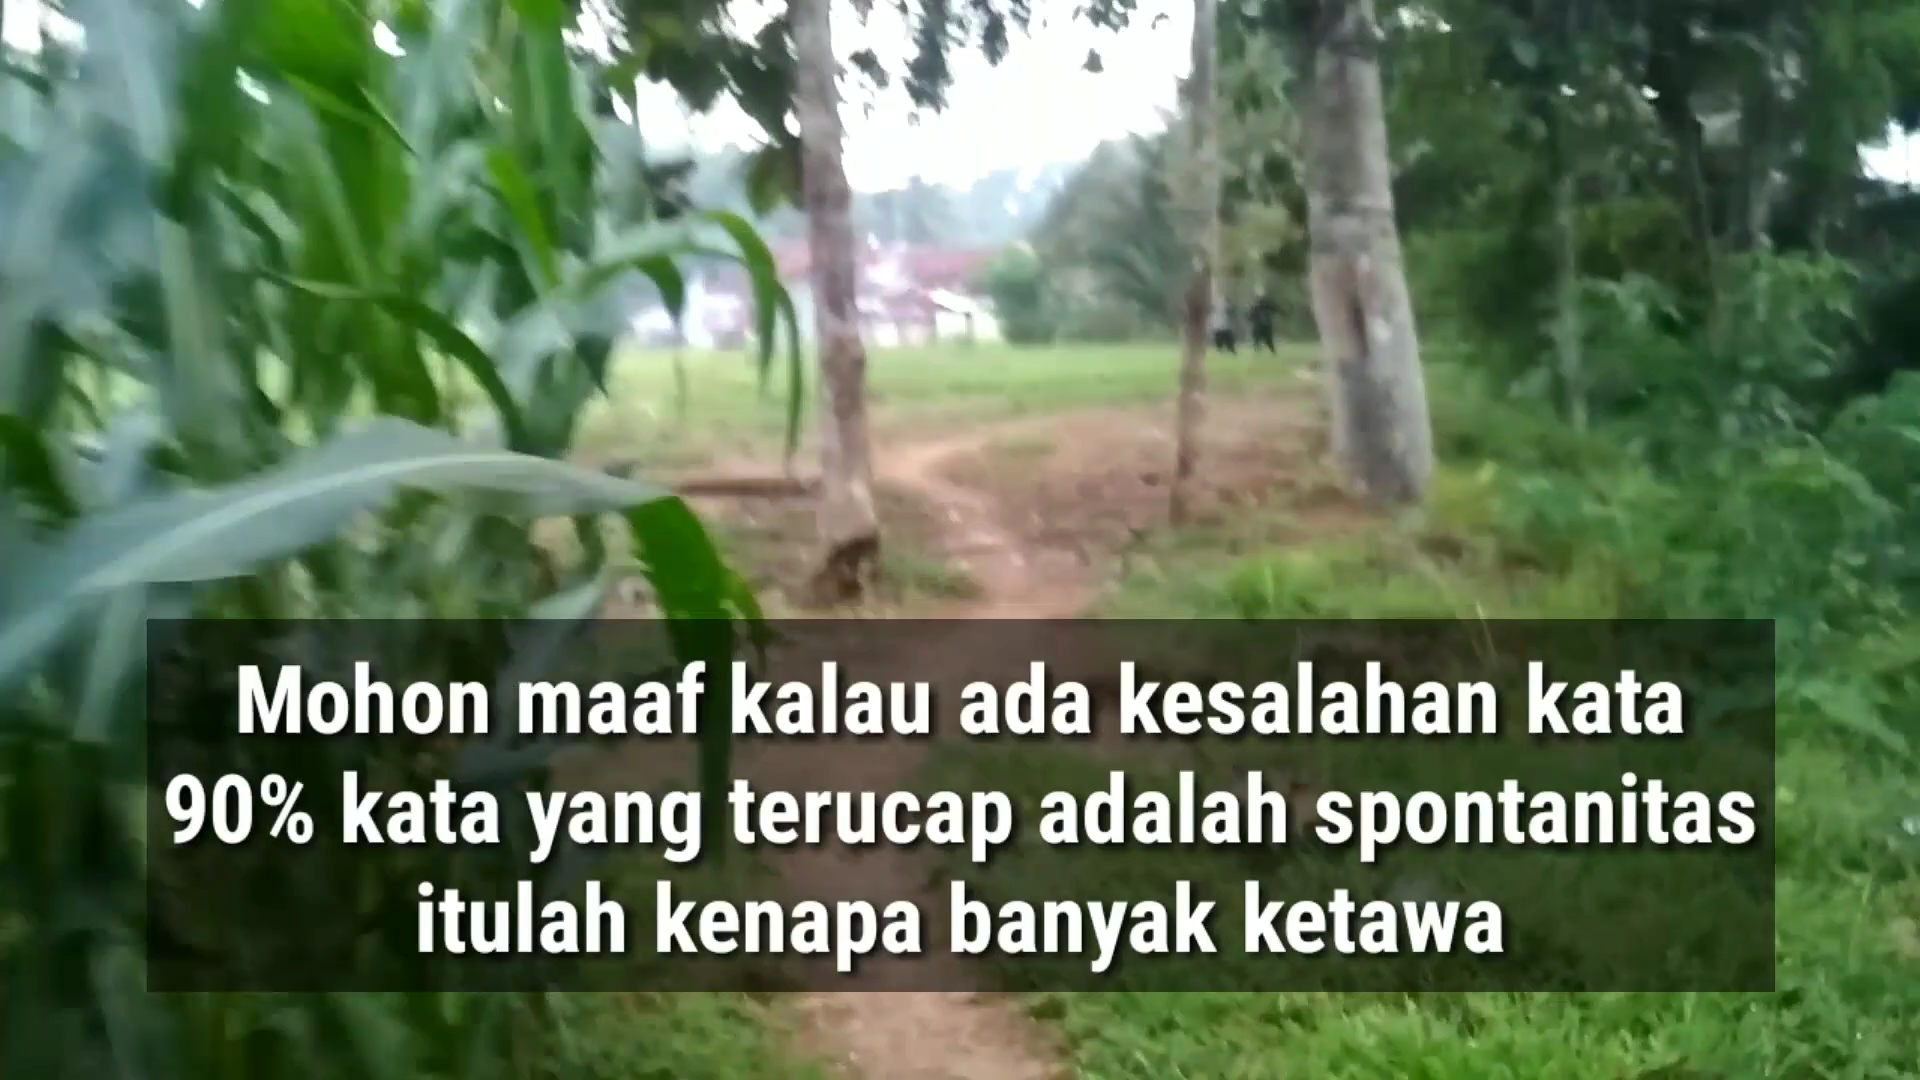 Mohon maaf kalau ada kesalahan kata
90% kata yang terucap adalah spontanitas
itulah kenapa banyak ketawa